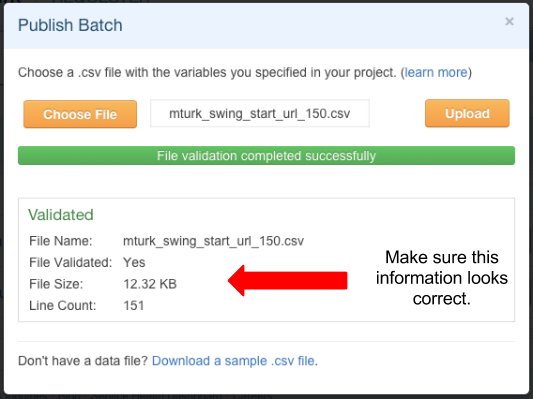 Publish Batch
×
Choose a .csv file with the variables you specified in your project. (learn more)
Choose File
mturk_swing_start_url_150.csv
Upload
File validation completed successfully
Validated
File Name: mturk_swing_start_url_150.csv
File Validated: Yes
File Size: 12.32 KB
Line Count: 151
Make sure this
information looks
correct.
Don't have a data file? Download a sample .csv file.